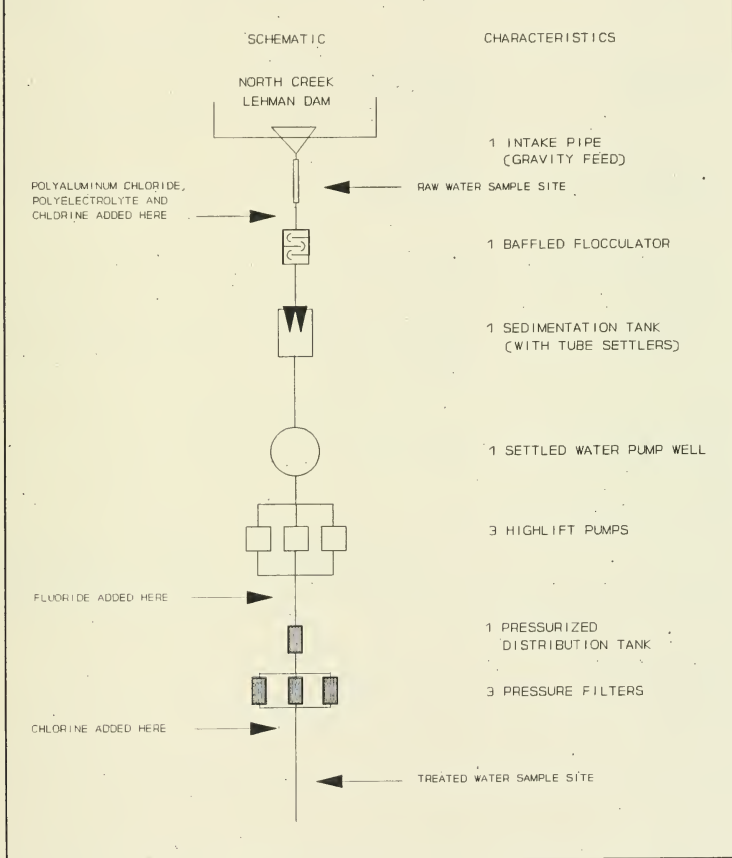 SCHEMATIC
CHARACTERISTICS
NORTH CREEK
LEHMAN DAM
1 INTAKE PIPE
(GRAVITY FEED)
POLYALUMINUM CHLORIDE,
POLYELECTROLYTE AND
CHLORINE ADDED HERE
RAW WATER SAMPLE SITE
1 BAFFLED FLOCCULATOR
1 SEDIMENTATION TANK
(WITH TUBE SETTLERS)
1 SETTLED WATER PUMP WELL
3 HIGHLIFT PUMPS
FLUORIDE ADDED HERE
1 PRESSURIZED
DISTRIBUTION TANK
3 PRESSURE FILTERS
CHLORINE ADDED HERE
TREATED WATER SAMPLE SITE